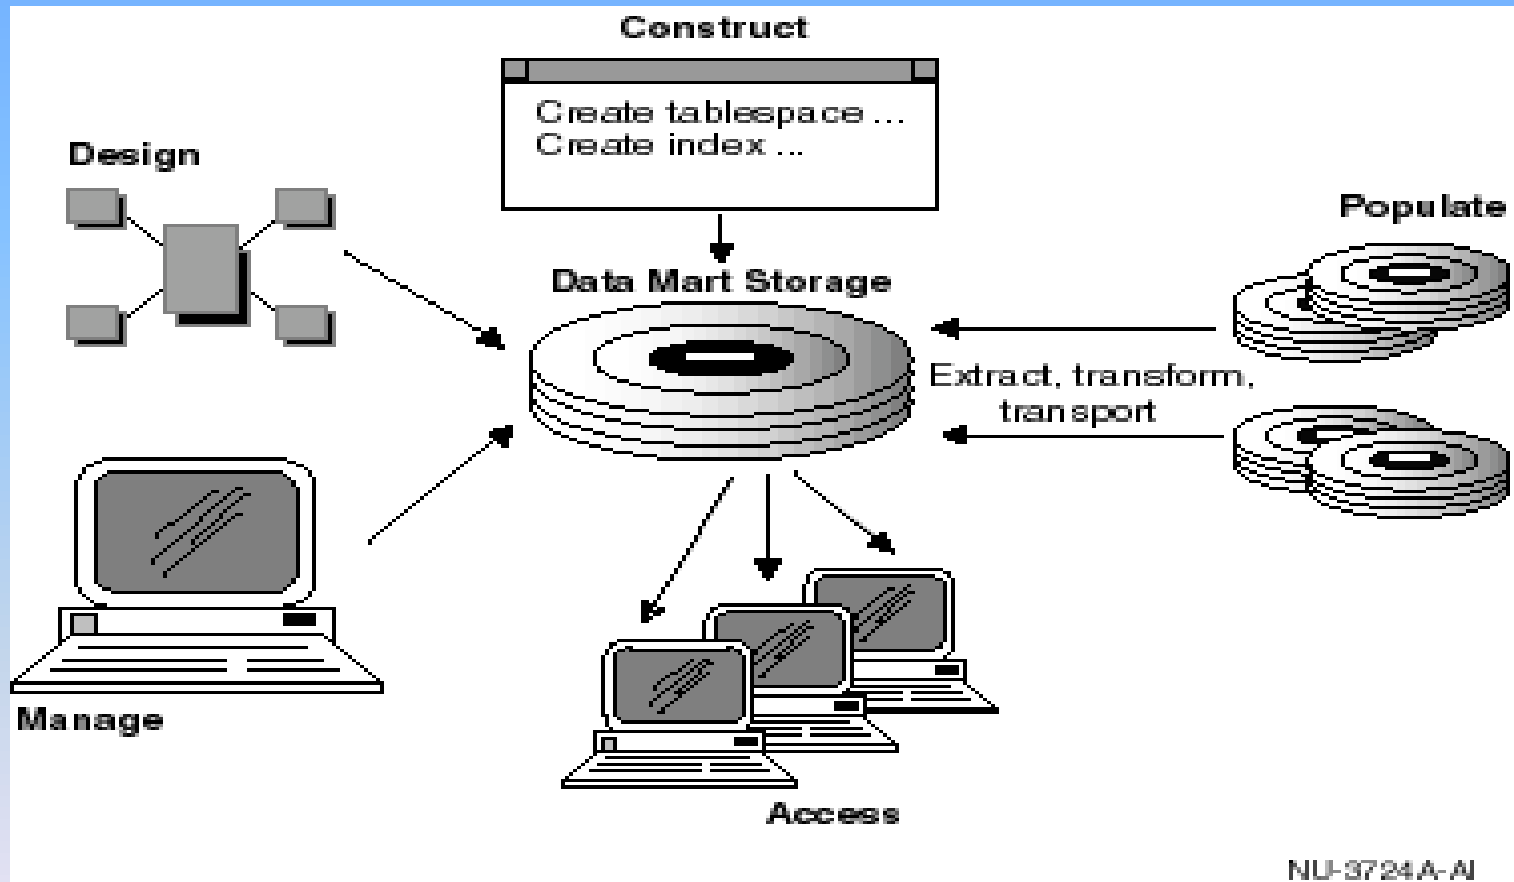 Construct
Create tablespace ...
Create index ...
Design
Populate
Data Mart Storage
Extract, transform,
transport
Manage
Access
NU-3724A-AI